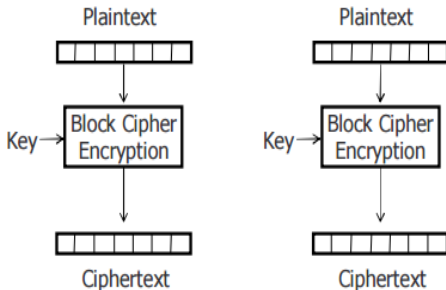 Plaintext
Plaintext
Key
Block Cipher
Encryption
Key
Block Cipher
Encryption
Ciphertext
Ciphertext